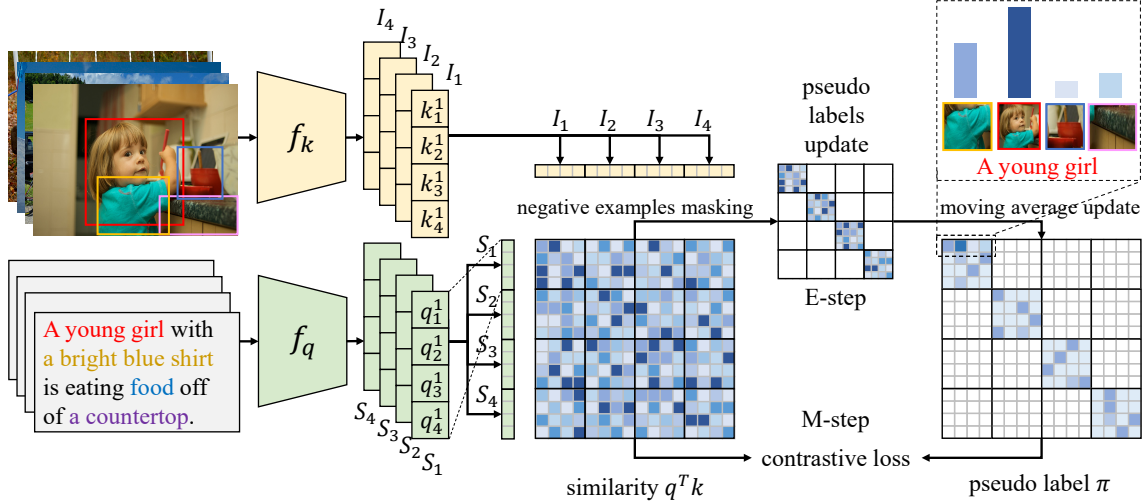 I₄
I₃
I₂
I₁
f_k
k₁¹
k₂¹
k₃¹
k₄¹
I₁ I₂ I₃ I₄
pseudo
labels
update
A young girl
negative examples masking
moving average update
S₁
S₂
S₃
S₄
A young girl with
a bright blue shirt
is eating food off
of a countertop.
f_q
q₁¹
q₂¹
q₃¹
q₄¹
S₄
S₃
S₂
S₁
E-step
M-step
contrastive loss
similarity qᵀk
pseudo label π